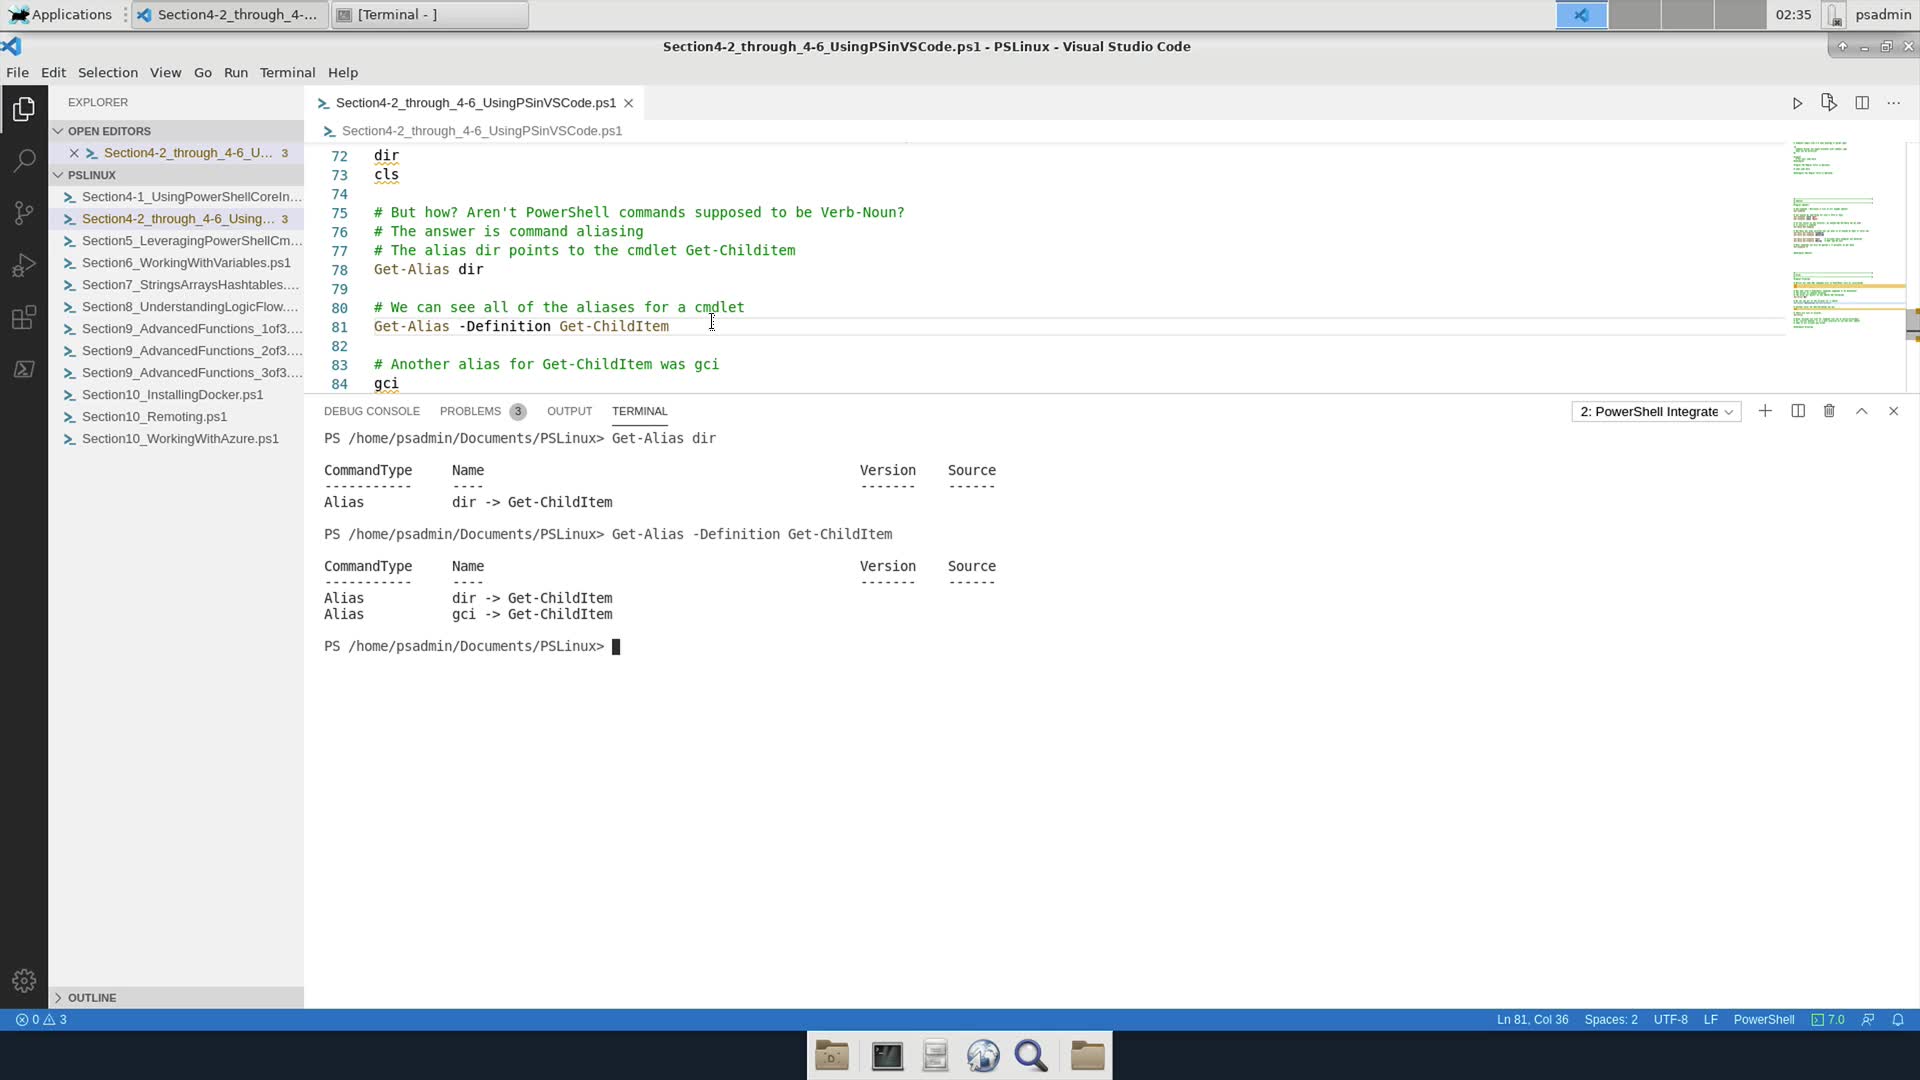 Applications
Section4-2_through_4-...
[Terminal - ]
02:35
psadmin
Section4-2_through_4-6_UsingPSinVSCode.ps1 - PSLinux - Visual Studio Code
File Edit Selection View Go Run Terminal Help
EXPLORER
OPEN EDITORS
Section4-2_through_4-6_U... 3
PSLINUX
Section4-1_UsingPowerShellCoreIn...
Section4-2_through_4-6_Using... 3
Section5_LeveragingPowerShellCm...
Section6_WorkingWithVariables.ps1
Section7_StringsArraysHashtables....
Section8_UnderstandingLogicFlow....
Section9_AdvancedFunctions_1of3....
Section9_AdvancedFunctions_2of3....
Section9_AdvancedFunctions_3of3....
Section10_InstallingDocker.ps1
Section10_Remoting.ps1
Section10_WorkingWithAzure.ps1
OUTLINE
Section4-2_through_4-6_UsingPSinVSCode.ps1
Section4-2_through_4-6_UsingPSinVSCode.ps1
72 dir
73 cls
74
75 # But how? Aren't PowerShell commands supposed to be Verb-Noun?
76 # The answer is command aliasing
77 # The alias dir points to the cmdlet Get-Childitem
78 Get-Alias dir
79
80 # We can see all of the aliases for a cmdlet
81 Get-Alias -Definition Get-ChildItem
82
83 # Another alias for Get-ChildItem was gci
84 gci
DEBUG CONSOLE PROBLEMS 3 OUTPUT TERMINAL
2: PowerShell Integrate
PS /home/psadmin/Documents/PSLinux> Get-Alias dir
CommandType Name Version Source
----------- ---- ------- ------
Alias dir -> Get-ChildItem
PS /home/psadmin/Documents/PSLinux> Get-Alias -Definition Get-ChildItem
CommandType Name Version Source
----------- ---- ------- ------
Alias dir -> Get-ChildItem
Alias gci -> Get-ChildItem
PS /home/psadmin/Documents/PSLinux>
0 3
Ln 81, Col 36 Spaces: 2 UTF-8 LF PowerShell 7.0